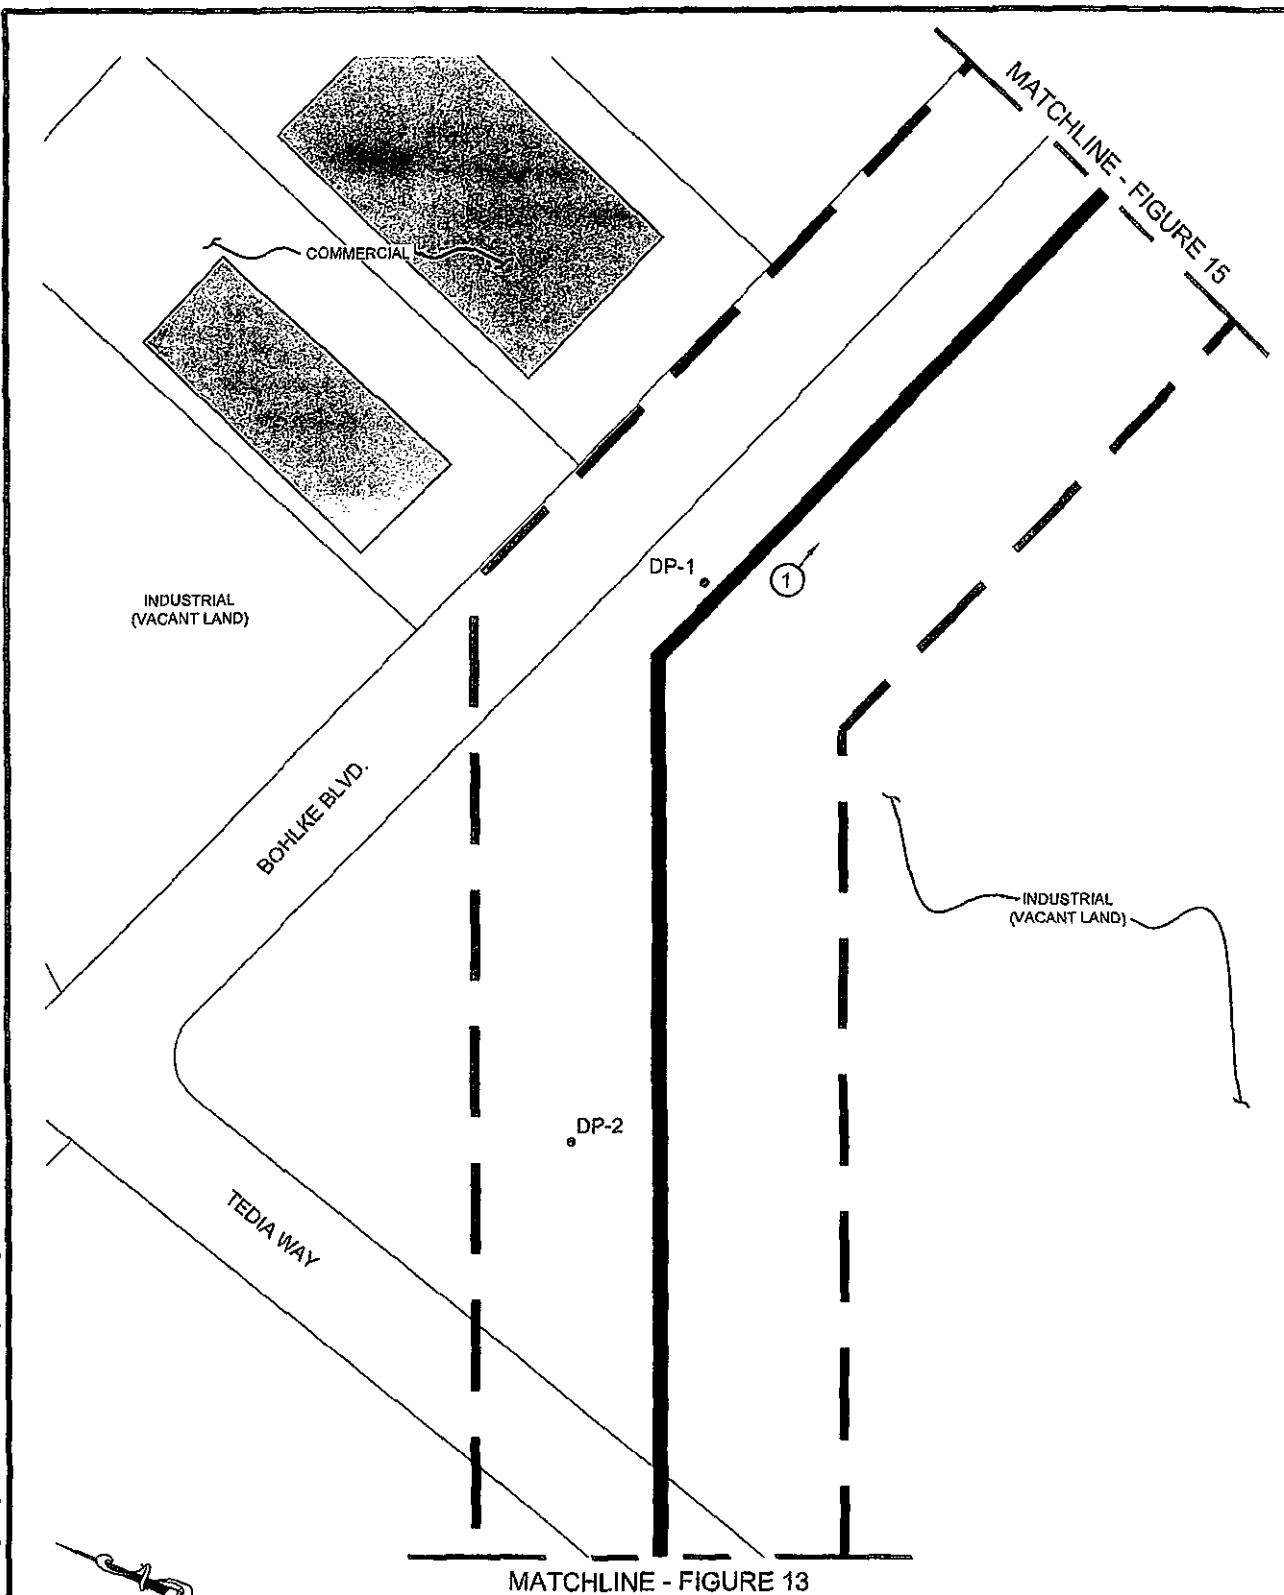 MATCHLINE - FIGURE 15
COMMERCIAL
DP-1
1
INDUSTRIAL
(VACANT LAND)
BOHLKE BLVD.
INDUSTRIAL
(VACANT LAND)
DP-2
TEDIA WAY
MATCHLINE - FIGURE 13